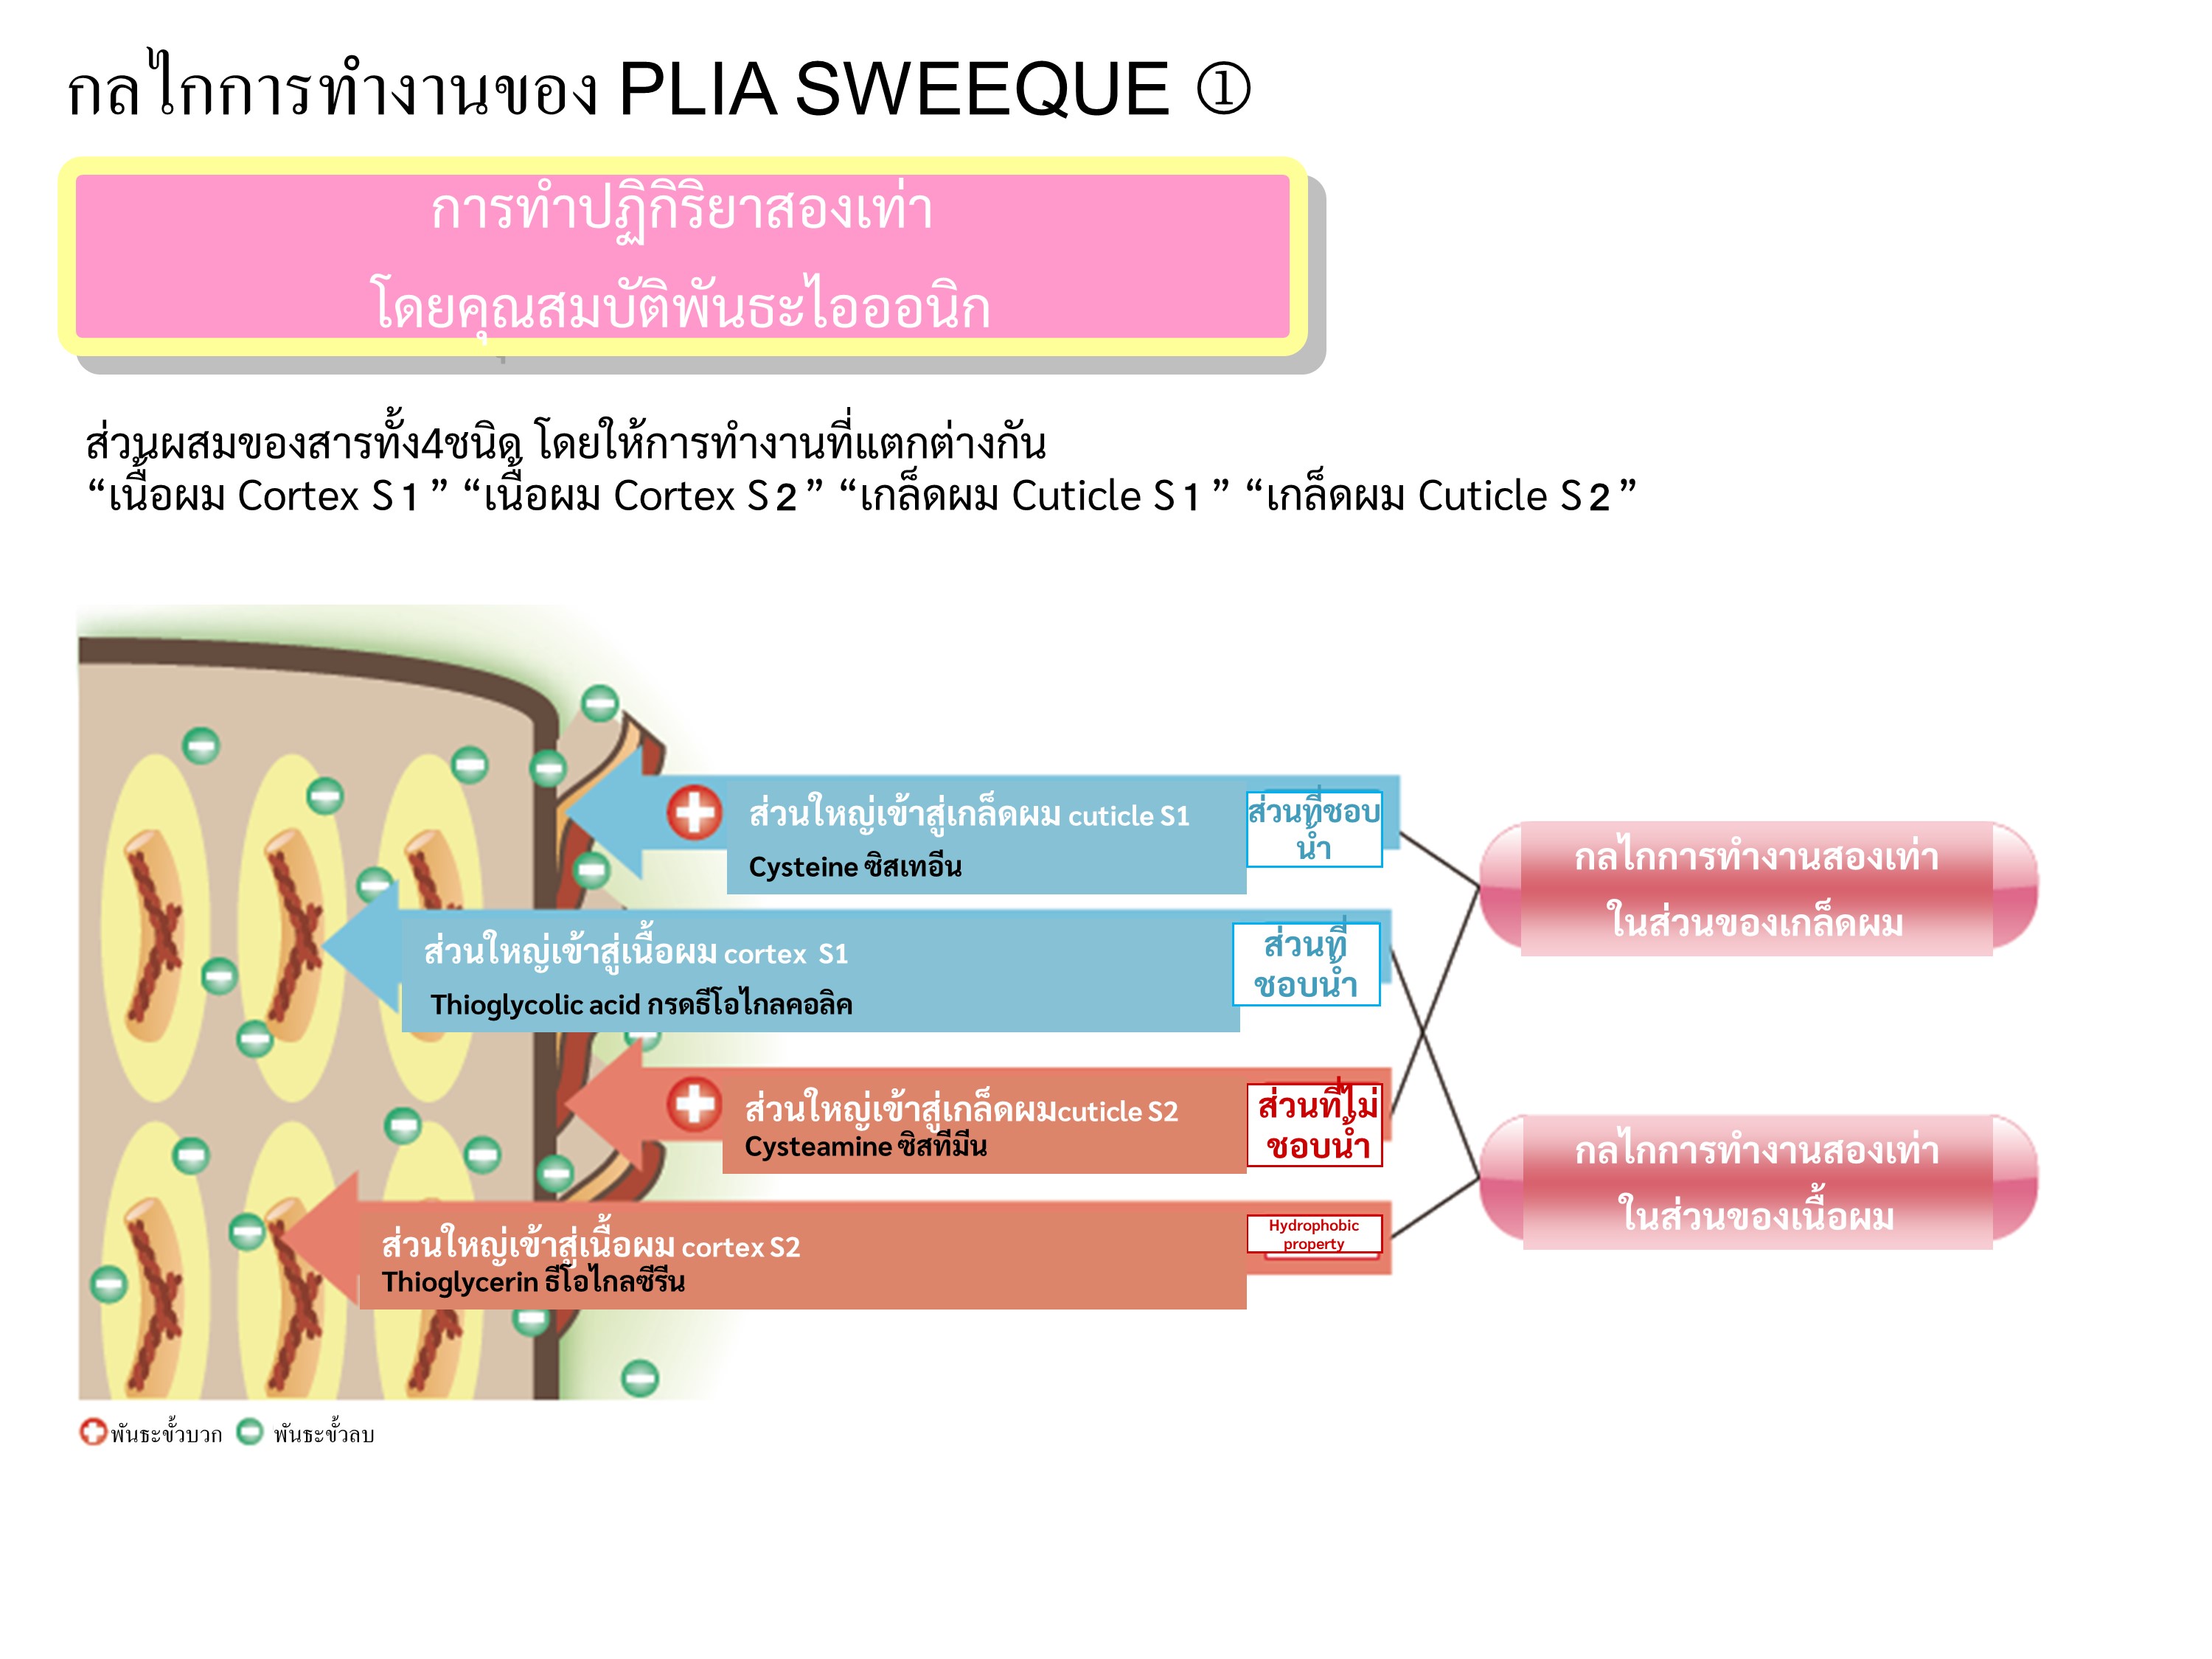 กลไกการทำงานของ PLIA SWEEQUE ①
การทำปฏิกิริยาสองเท่า
โดยคุณสมบัติพันธะไอออนิก
ส่วนผสมของสารทั้ง4ชนิด โดยให้การทำงานที่แตกต่างกัน
“เนื้อผม Cortex S1” “เนื้อผม Cortex S2” “เกล็ดผม Cuticle S1” “เกล็ดผม Cuticle S2”
ส่วนใหญ่เข้าสู่เกล็ดผม cuticle S1
Cysteine ซิสเทอีน
ส่วนที่ชอบ
น้ำ
ส่วนใหญ่เข้าสู่เนื้อผม cortex S1
Thioglycolic acid กรดธีโอไกลคอลิค
ส่วนที่
ชอบน้ำ
ส่วนใหญ่เข้าสู่เกล็ดผมcuticle S2
Cysteamine ซิสทีมีน
ส่วนที่ไม่
ชอบน้ำ
ส่วนใหญ่เข้าสู่เนื้อผม cortex S2
Thioglycerin ธีโอไกลซีรีน
Hydrophobic
property
กลไกการทำงานสองเท่า
ในส่วนของเกล็ดผม
กลไกการทำงานสองเท่า
ในส่วนของเนื้อผม
พันธะขั้วบวก พันธะขั้วลบ